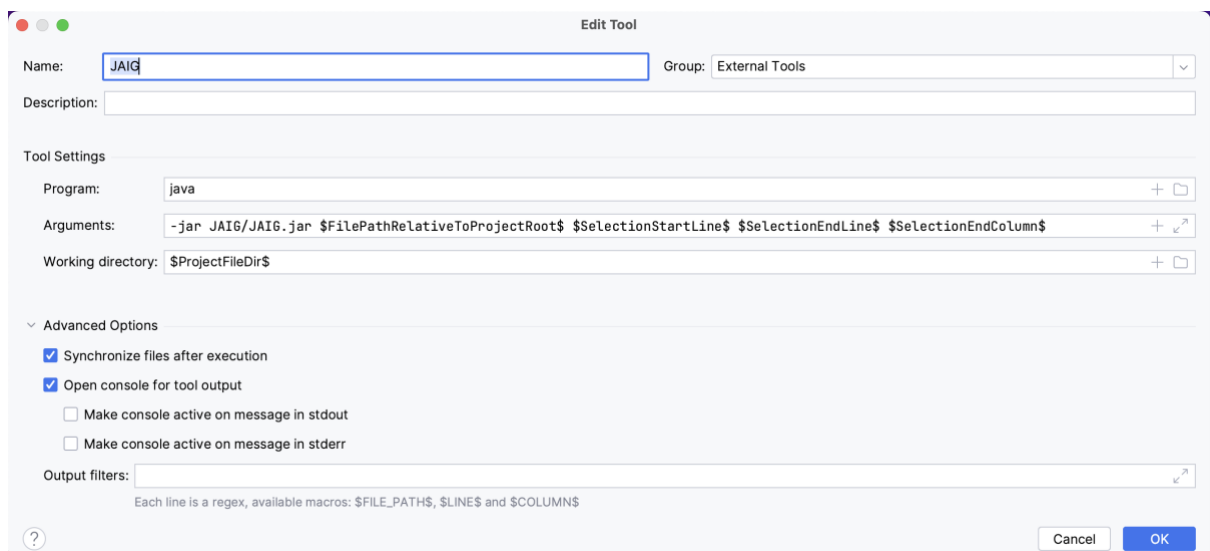 Edit Tool
Name: JAIG Group: External Tools
Description:
Tool Settings
Program: java
Arguments: -jar JAIG/JAIG.jar $FilePathRelativeToProjectRoot$ $SelectionStartLine$ $SelectionEndLine$ $SelectionEndColumn$
Working directory: $ProjectFileDir$
Advanced Options
Synchronize files after execution
Open console for tool output
Make console active on message in stdout
Make console active on message in stderr
Output filters:
Each line is a regex, available macros: $FILE_PATH$, $LINE$ and $COLUMN$
? Cancel OK